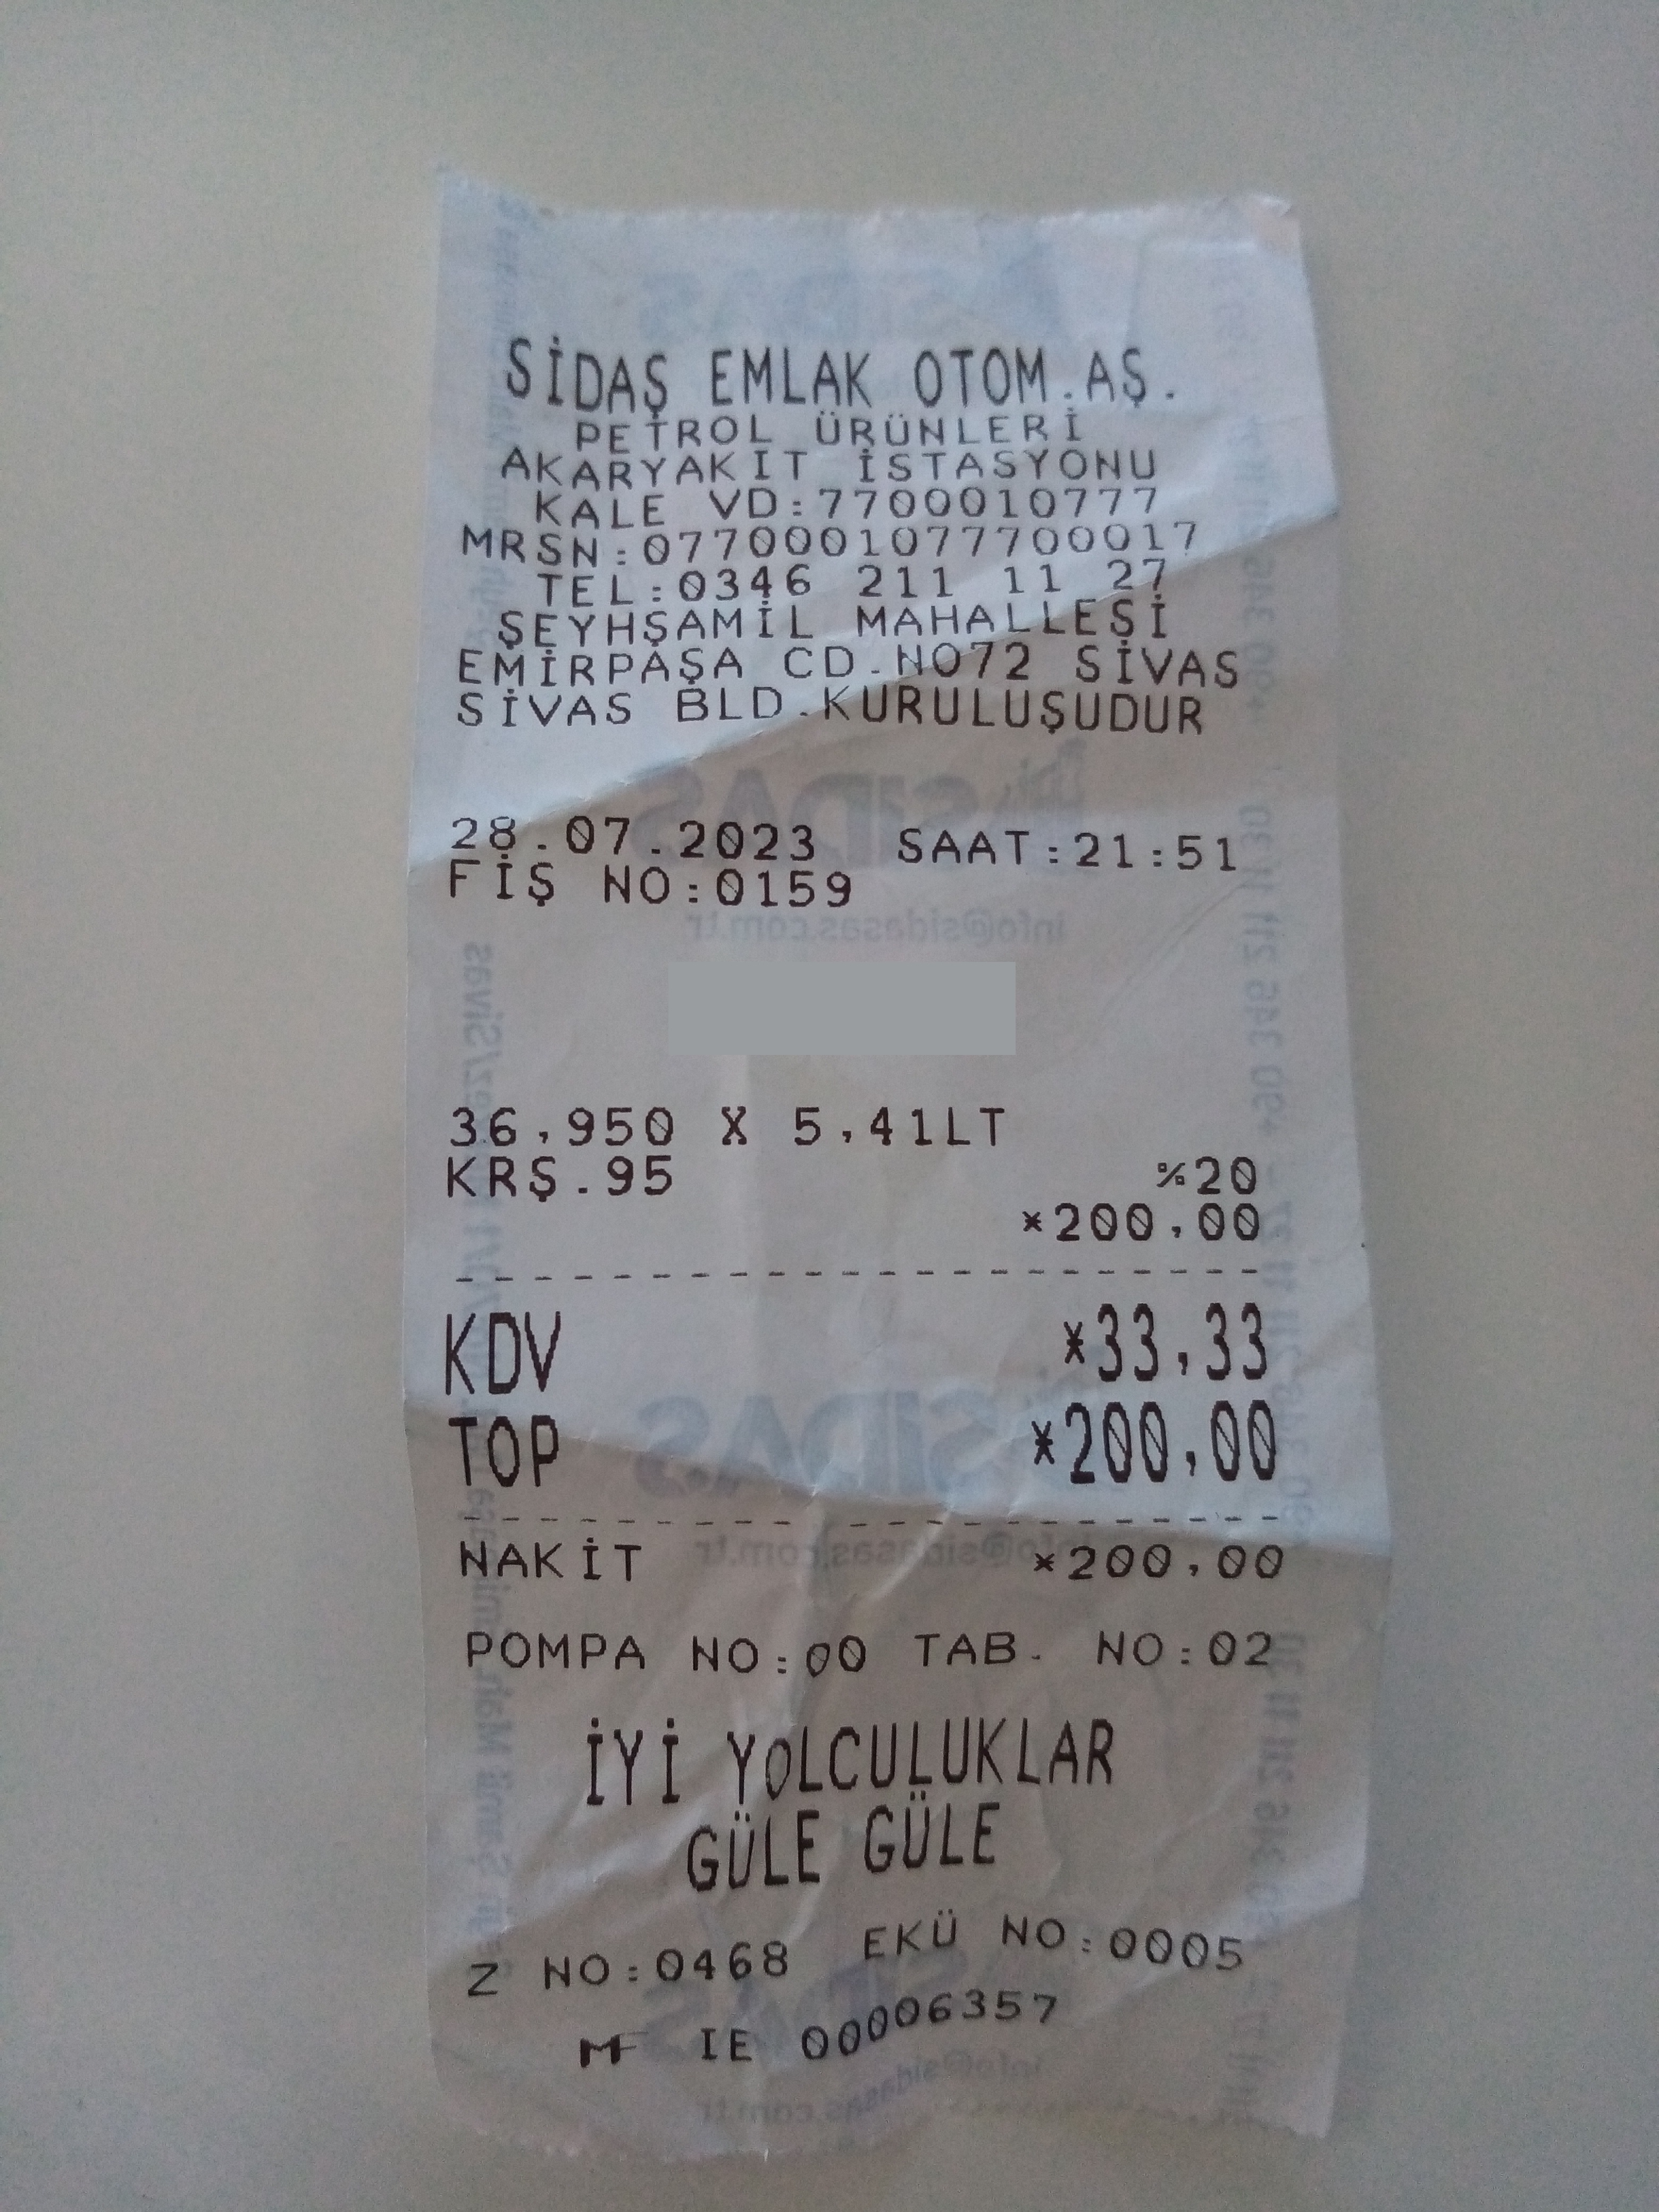 SİDAŞ EMLAK OTOM.AŞ.
PETROL ÜRÜNLERİ
AKARYAKIT İSTASYONU
KALE VD:7700010777
MRSN:0770001077700017
TEL:0346 211 11 27
ŞEYHŞAMİL MAHALLESİ
EMİRPAŞA CD.NO72 SİVAS
SİVAS BLD.KURULUŞUDUR
28.07.2023 SAAT:21:51
FİŞ NO:0159
36,950 X 5,41LT
KRŞ.95 %20
*200,00
KDV *33,33
TOP *200,00
NAKİT *200,00
POMPA NO:00 TAB. NO:02
İYİ YOLCULUKLAR
GÜLE GÜLE
Z NO:0468 EKÜ NO:0005
MF IE 00006357